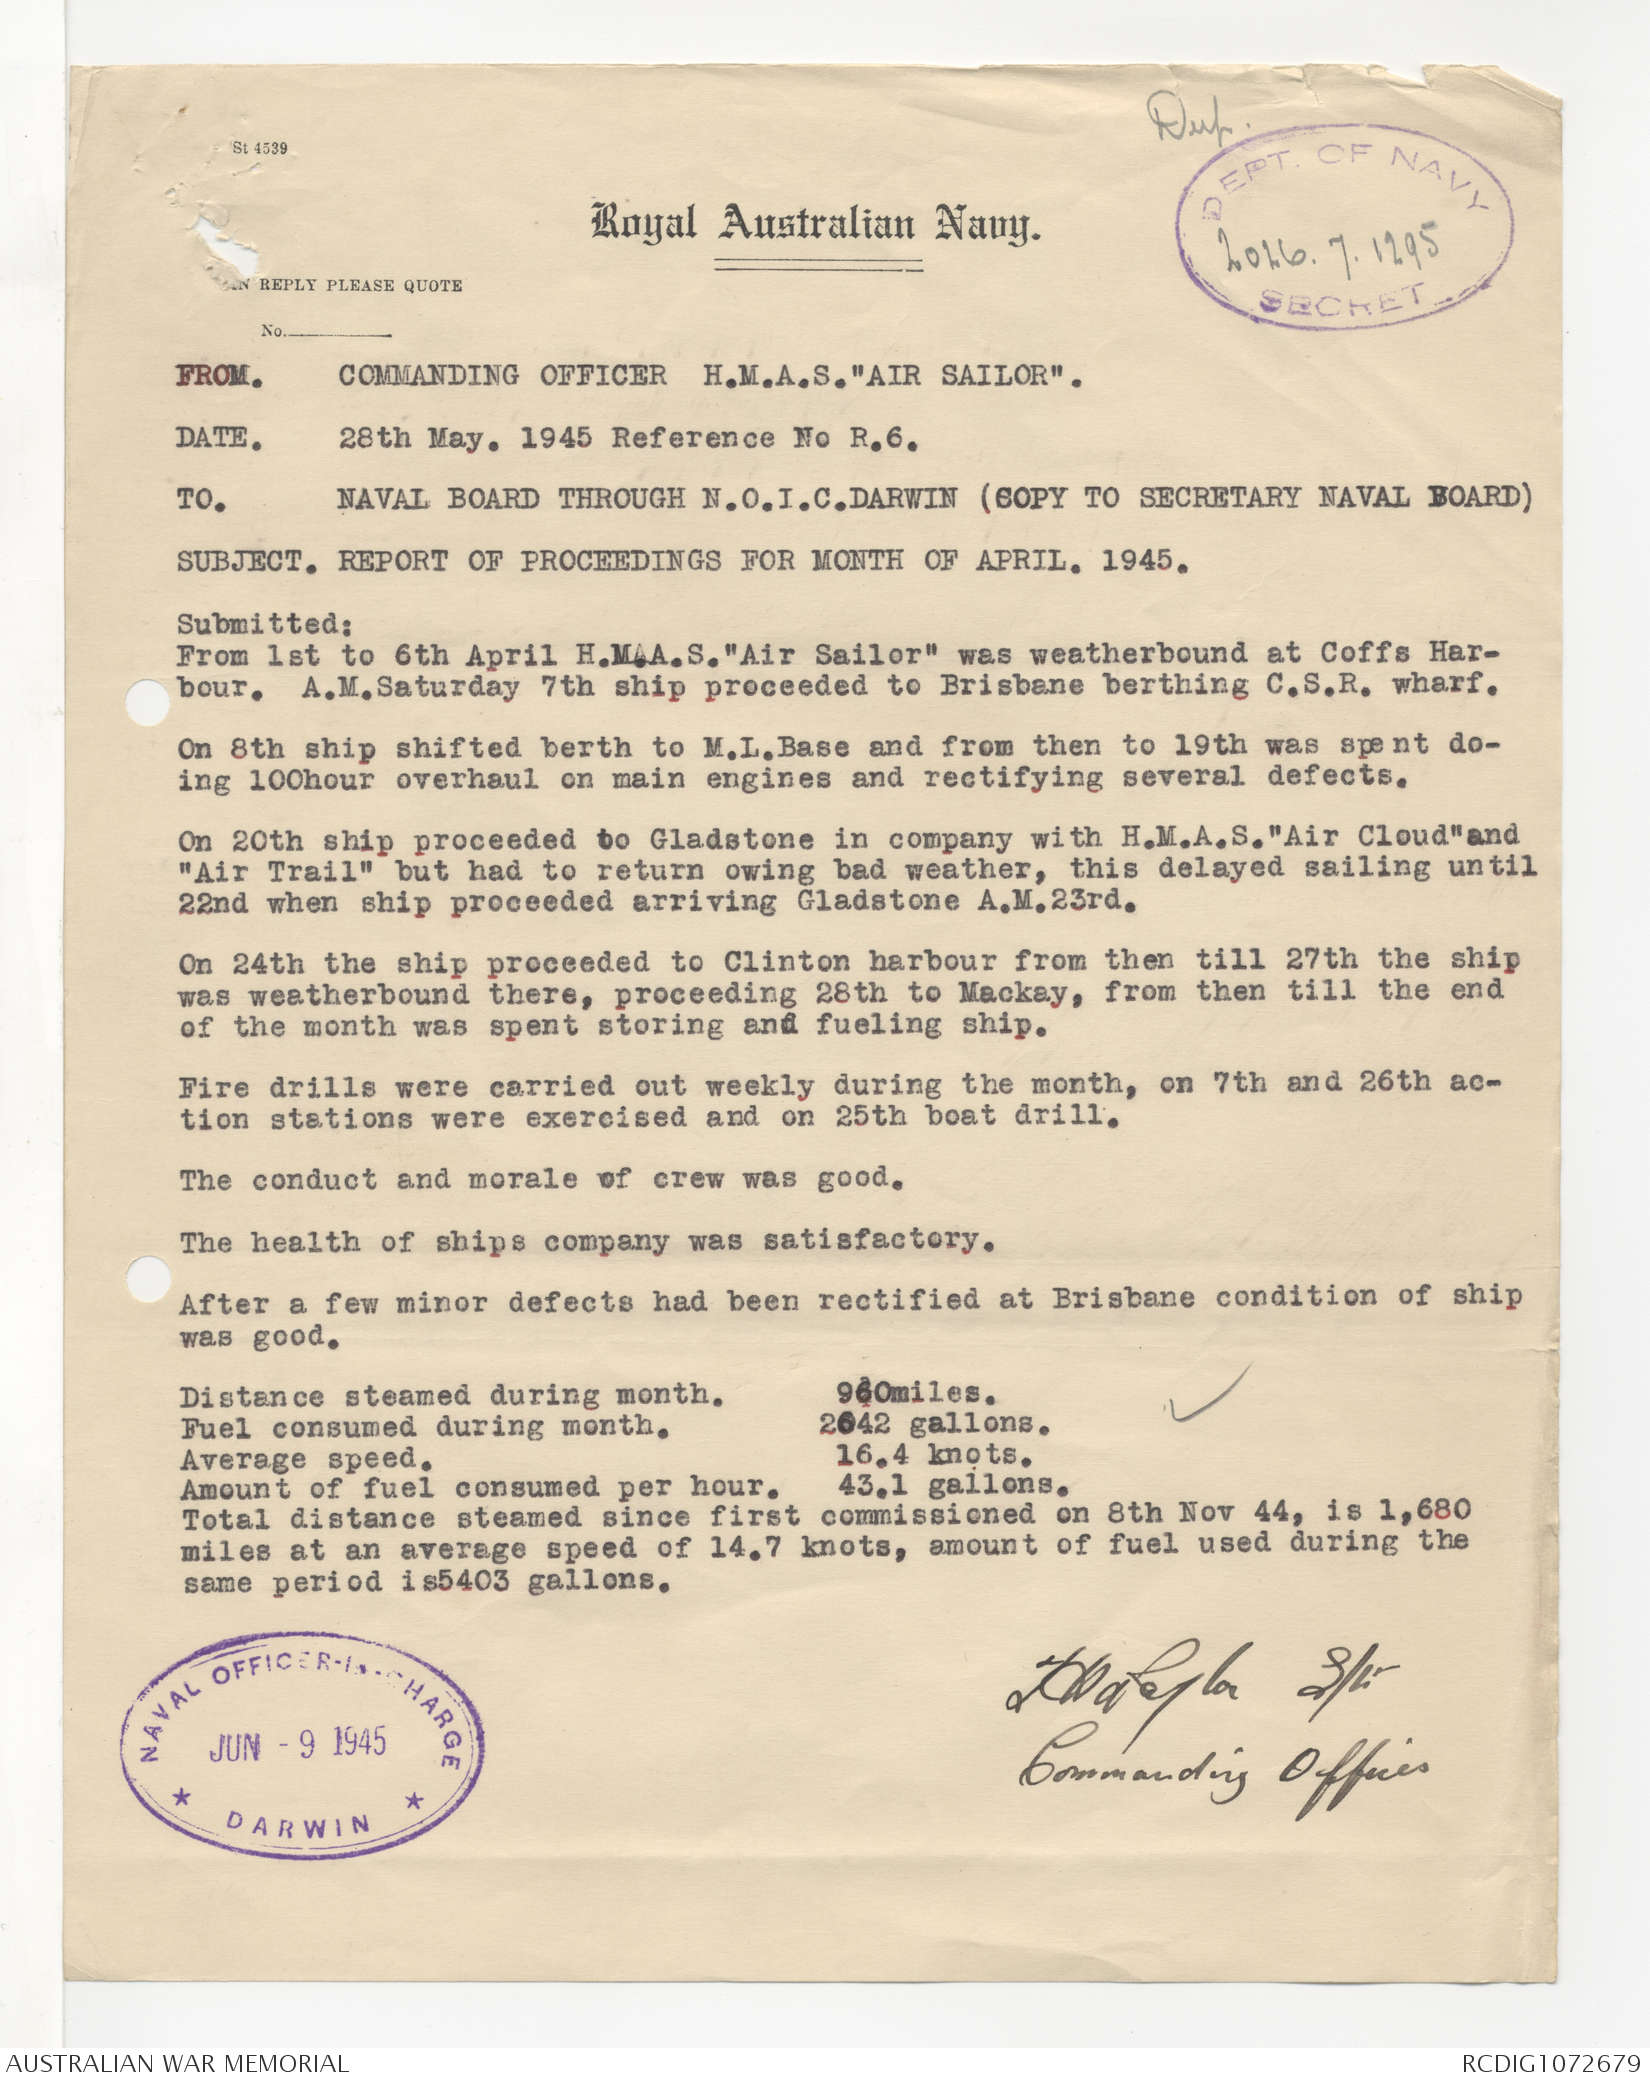 Dup.
St 4539
DEPT. OF NAVY
2026. 7. 1295
SECRET
Royal Australian Navy.
IN REPLY PLEASE QUOTE
No.
FROM. COMMANDING OFFICER H.M.A.S."AIR SAILOR".
DATE. 28th May. 1945 Reference No R.6.
TO. NAVAL BOARD THROUGH N.O.I.C.DARWIN (COPY TO SECRETARY NAVAL BOARD)
SUBJECT. REPORT OF PROCEEDINGS FOR MONTH OF APRIL. 1945.
Submitted:
From 1st to 6th April H.M.A.S."Air Sailor" was weatherbound at Coffs Har-
bour. A.M.Saturday 7th ship proceeded to Brisbane berthing C.S.R. wharf.
On 8th ship shifted berth to M.L.Base and from then to 19th was spent do-
ing 100hour overhaul on main engines and rectifying several defects.
On 20th ship proceeded to Gladstone in company with H.M.A.S."Air Cloud"and
"Air Trail" but had to return owing bad weather, this delayed sailing until
22nd when ship proceeded arriving Gladstone A.M.23rd.
On 24th the ship proceeded to Clinton harbour from then till 27th the ship
was weatherbound there, proceeding 28th to Mackay, from then till the end
of the month was spent storing and fueling ship.
Fire drills were carried out weekly during the month, on 7th and 26th ac-
tion stations were exercised and on 25th boat drill.
The conduct and morale of crew was good.
The health of ships company was satisfactory.
After a few minor defects had been rectified at Brisbane condition of ship
was good.
Distance steamed during month. 960miles.
Fuel consumed during month. 2642 gallons.
Average speed. 16.4 knots.
Amount of fuel consumed per hour. 43.1 gallons.
Total distance steamed since first commissioned on 8th Nov 44, is 1,680
miles at an average speed of 14.7 knots, amount of fuel used during the
same period is5403 gallons.
Commanding Officer
NAVAL OFFICER-IN-CHARGE
JUN - 9 1945
DARWIN
AUSTRALIAN WAR MEMORIAL
RCDIG1072679